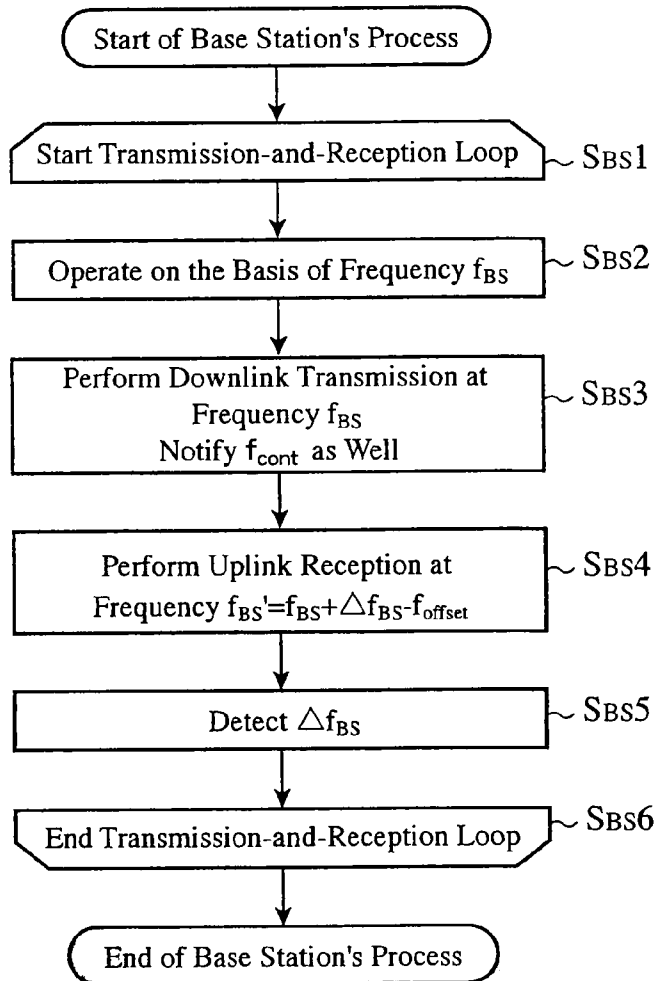 Start of Base Station's Process
Start Transmission-and-Reception Loop
SBS1
Operate on the Basis of Frequency fBS
SBS2
Perform Downlink Transmission at
Frequency fBS
Notify fcont as Well
SBS3
Perform Uplink Reception at
Frequency fBS'=fBS+△fBS-foffset
SBS4
Detect △fBS
SBS5
End Transmission-and-Reception Loop
SBS6
End of Base Station's Process